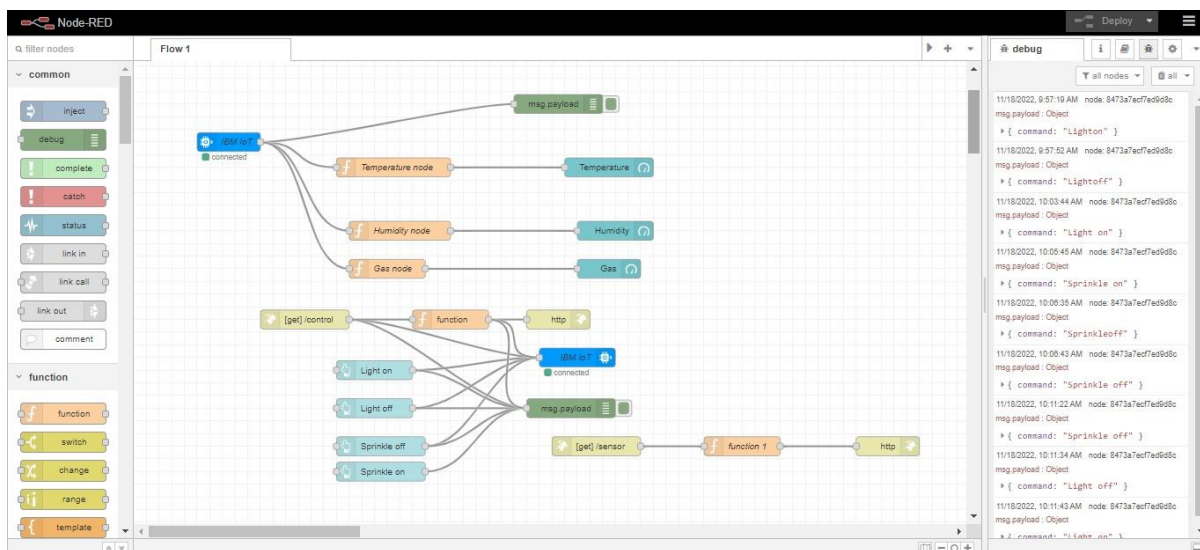 Node-RED
Deploy
filter nodes
Flow 1
debug
i
all nodes
all
common
inject
debug
complete
catch
status
link in
link call
link out
comment
function
function
switch
change
range
template
msg.payload
IBM IoT
connected
Temperature node
Temperature
Humidity node
Humidity
Gas node
Gas
[get] /control
function
http
IBM IoT
connected
Light on
Light off
msg.payload
Sprinkle off
[get] /sensor
function 1
http
Sprinkle on
11/18/2022, 9:57:19 AM node: 8473a7ecf7ed9d8c
msg.payload : Object
{ command: "Lighton" }
11/18/2022, 9:57:52 AM node: 8473a7ecf7ed9d8c
msg.payload : Object
{ command: "Lightoff" }
11/18/2022, 10:03:44 AM node: 8473a7ecf7ed9d8c
msg.payload : Object
{ command: "Light on" }
11/18/2022, 10:05:45 AM node: 8473a7ecf7ed9d8c
msg.payload : Object
{ command: "Sprinkle on" }
11/18/2022, 10:06:35 AM node: 8473a7ecf7ed9d8c
msg.payload : Object
{ command: "Sprinkleoff" }
11/18/2022, 10:06:43 AM node: 8473a7ecf7ed9d8c
msg.payload : Object
{ command: "Sprinkle off" }
11/18/2022, 10:11:22 AM node: 8473a7ecf7ed9d8c
msg.payload : Object
{ command: "Sprinkle off" }
11/18/2022, 10:11:34 AM node: 8473a7ecf7ed9d8c
msg.payload : Object
{ command: "Light off" }
11/18/2022, 10:11:43 AM node: 8473a7ecf7ed9d8c
msg.payload : Object
{ command: "Light on" }